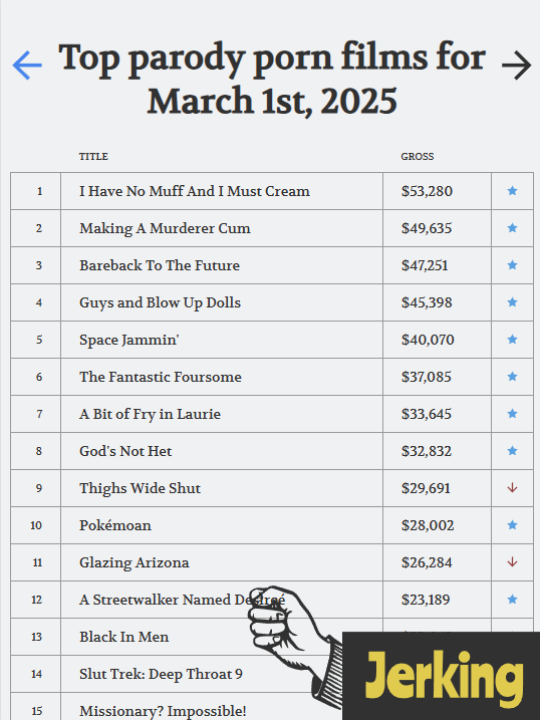 Top parody porn films for
March 1st, 2025
TITLE GROSS
1 I Have No Muff And I Must Cream $53,280
2 Making A Murderer Cum $49,635
3 Bareback To The Future $47,251
4 Guys and Blow Up Dolls $45,398
5 Space Jammin' $40,070
6 The Fantastic Foursome $37,085
7 A Bit of Fry in Laurie $33,645
8 God's Not Het $32,832
9 Thighs Wide Shut $29,691
10 Pokémoan $28,002
11 Glazing Arizona $26,284
12 A Streetwalker Named Desireé $23,189
13 Black In Men
14 Slut Trek: Deep Throat 9
15 Missionary? Impossible!
Jerking